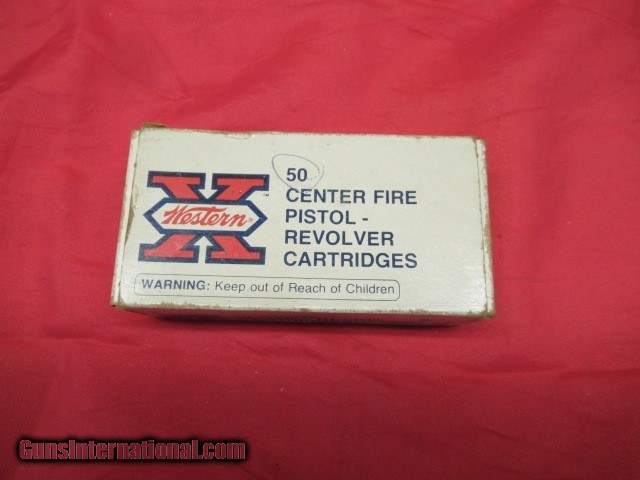 50
CENTER FIRE
PISTOL -
REVOLVER
CARTRIDGES
Western
X
WARNING: Keep out of Reach of Children
GunsInternational.com